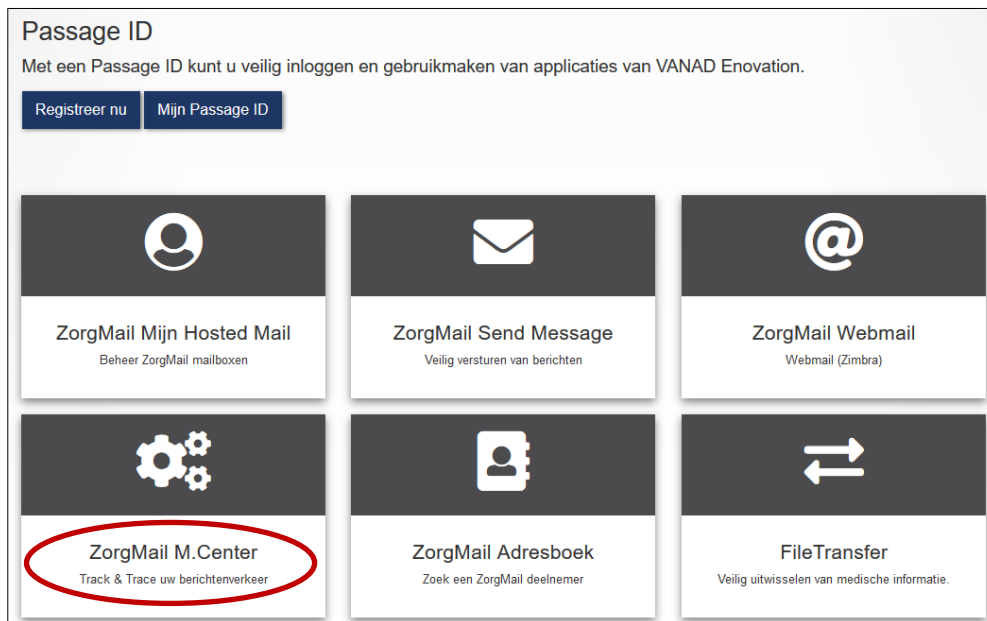 Passage ID
Met een Passage ID kunt u veilig inloggen en gebruikmaken van applicaties van VANAD Enovation.
Registreer nu
Mijn Passage ID
ZorgMail Mijn Hosted Mail
Beheer ZorgMail mailboxen
ZorgMail Send Message
Veilig versturen van berichten
@
ZorgMail Webmail
Webmail (Zimbra)
ZorgMail M.Center
Track & Trace uw berichtenverkeer
ZorgMail Adresboek
Zoek een ZorgMail deelnemer
FileTransfer
Veilig uitwisselen van medische informatie.